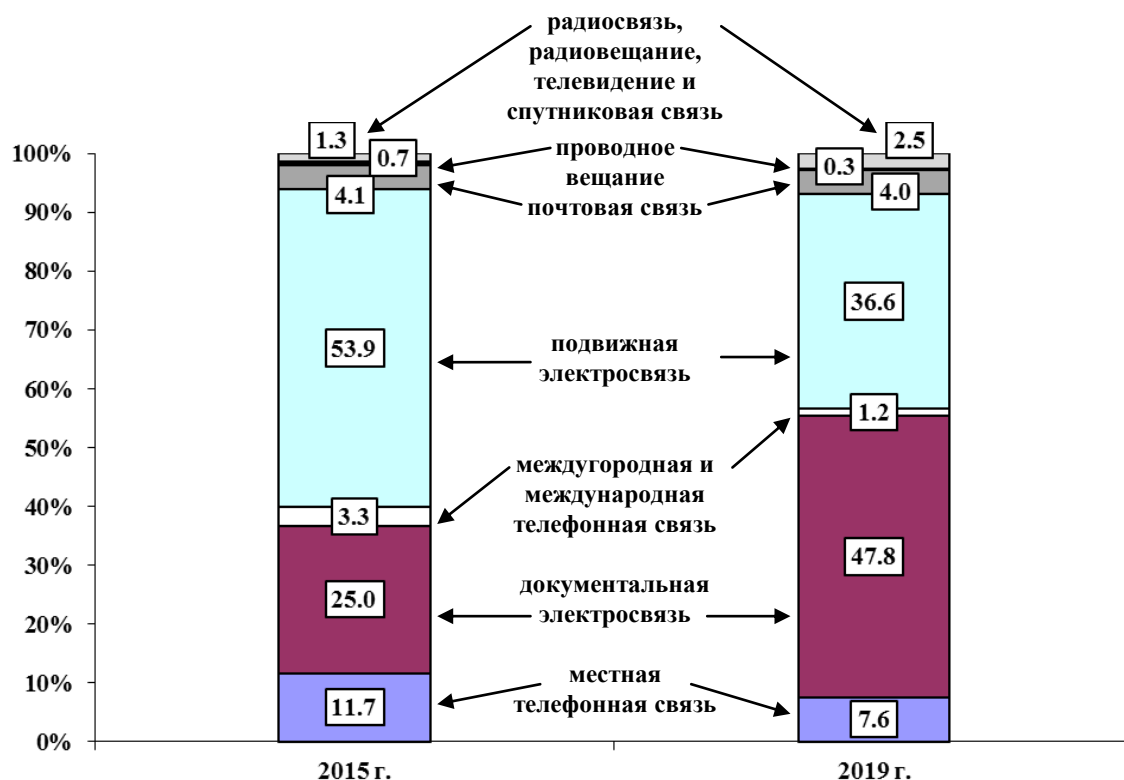 радиосвязь,
радиовещание,
телевидение и
спутниковая связь
1.3
2.5
100%
0.7
проводное
вещание
0.3
4.1
почтовая связь
4.0
90%
80%
70%
53.9
подвижная
электросвязь
36.6
60%
1.2
50%
междугородная и
международная
телефонная связь
40%
3.3
47.8
30%
25.0
документальная
электросвязь
20%
10%
11.7
местная
телефонная связь
7.6
0%
2015 г.
2019 г.